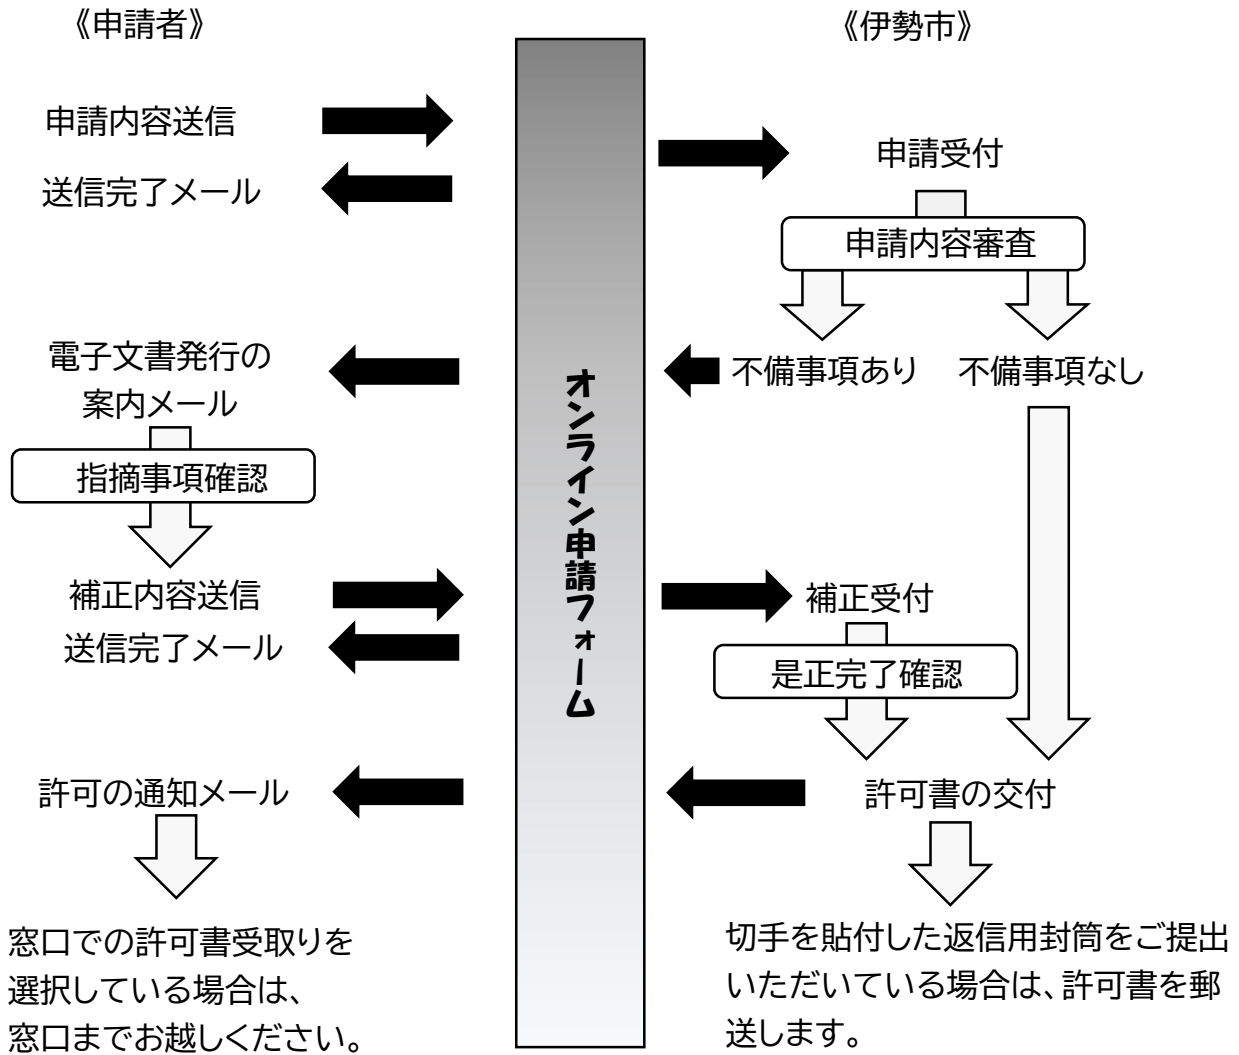 《申請者》
《伊勢市》
申請内容送信
送信完了メール
申請受付
申請内容審査
電子文書発行の
案内メール
不備事項あり
不備事項なし
指摘事項確認
オンライン申請フォーム
補正内容送信
送信完了メール
補正受付
是正完了確認
許可の通知メール
許可書の交付
窓口での許可書受取りを
選択している場合は、
窓口までお越しください。
切手を貼付した返信用封筒をご提出
いただいている場合は、許可書を郵
送します。